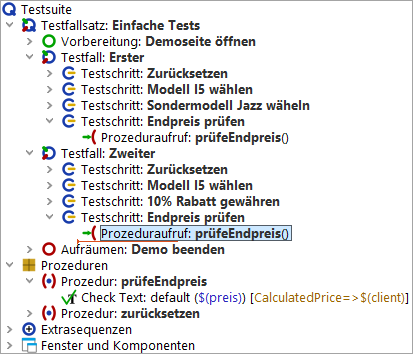 Testsuite
Testfallsatz: Einfache Tests
Vorbereitung: Demoseite öffnen
Testfall: Erster
Testschritt: Zurücksetzen
Testschritt: Modell I5 wählen
Testschritt: Sondermodell Jazz wäheln
Testschritt: Endpreis prüfen
Prozeduraufruf: prüfeEndpreis()
Testfall: Zweiter
Testschritt: Zurücksetzen
Testschritt: Modell I5 wählen
Testschritt: 10% Rabatt gewähren
Testschritt: Endpreis prüfen
Prozeduraufruf: prüfeEndpreis()
Aufräumen: Demo beenden
Prozeduren
Prozedur: prüfeEndpreis
Check Text: default ($(preis)) [CalculatedPrice=>$(client)]
Prozedur: zurücksetzen
Extrasequenzen
Fenster und Komponenten